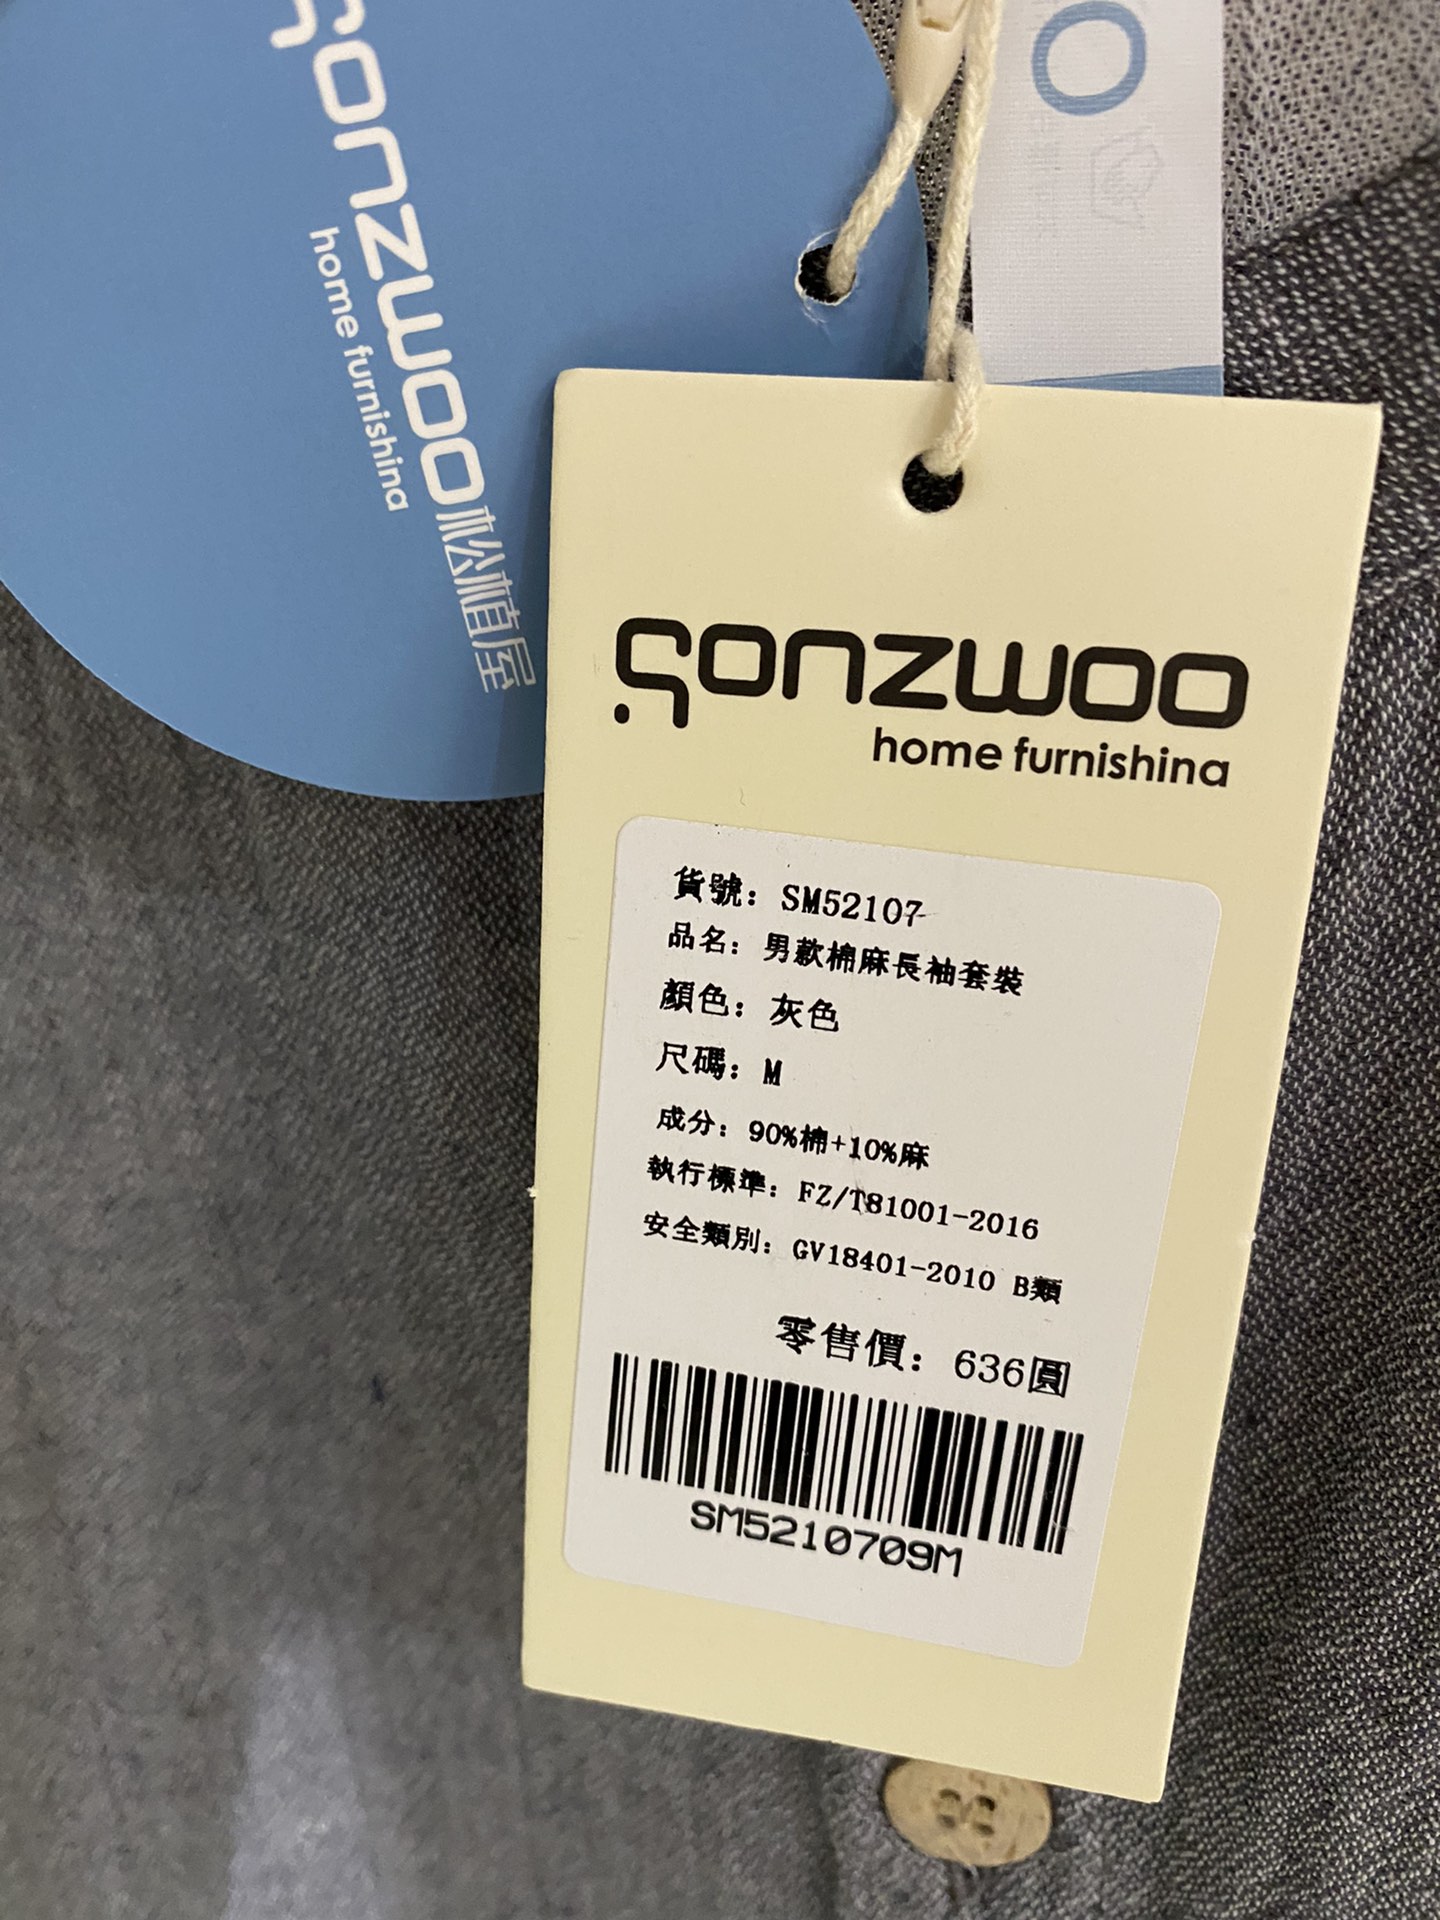 sonzwoo松植屋
home furnishina
sonzwoo
home furnishina
貨號：SM52107
品名：男款棉麻長袖套裝
顏色：灰色
尺碼：M
成分：90%棉+10%麻
執行標準：FZ/T81001-2016
安全類別：GV18401-2010 B類
零售價：636圓
SM5210709M